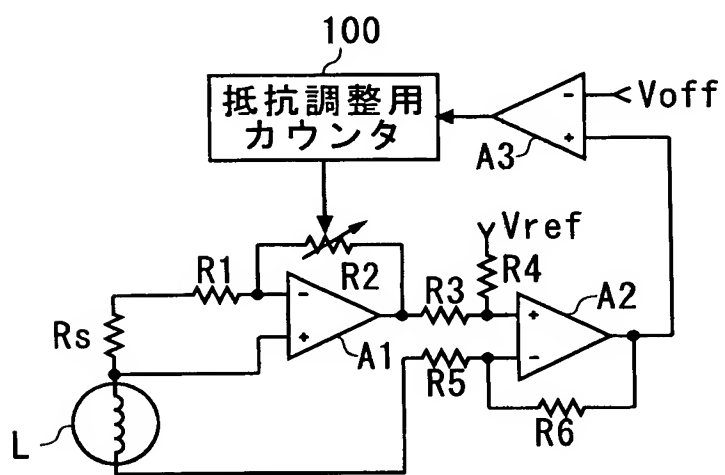 100
抵抗調整用
カウンタ
-
Voff
+
A3
Vref
R1
R2
R4
R3
A2
-
+
+
-
Rs
A1
R5
R6
L